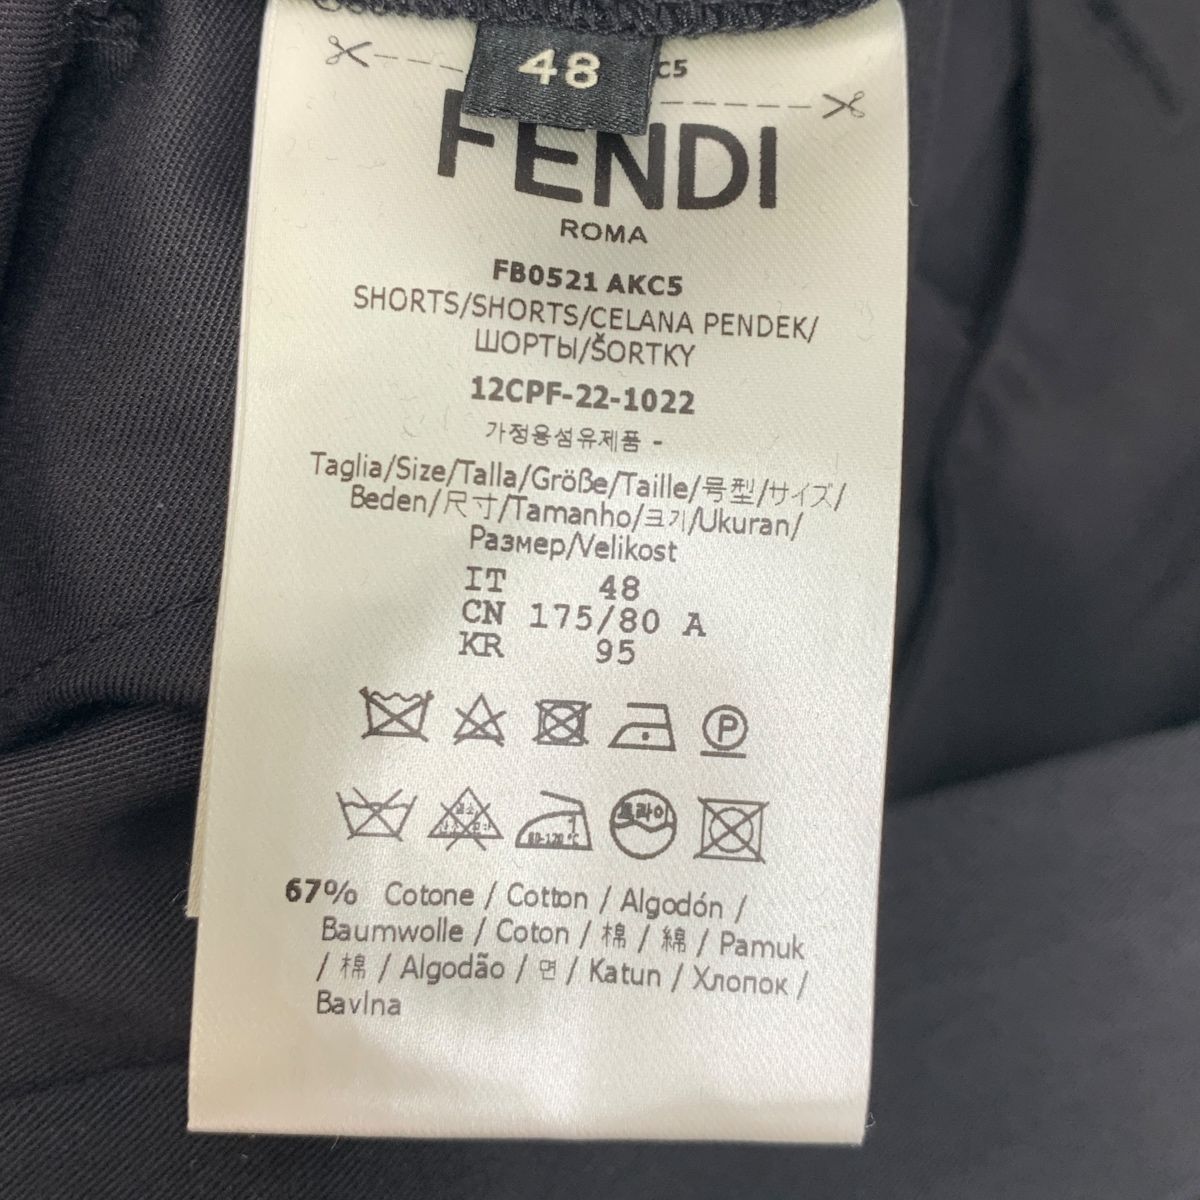 48
KC5
FENDI
ROMA
FB0521 AKC5
SHORTS/SHORTS/CELANA PENDEK/
ШОРТЫ/ŠORTKY
12CPF-22-1022
가정용섬유제품 -
Taglia/Size/Talla/Größe/Taille/号型/サイズ/
Beden/尺寸/Tamanho/크기/Ukuran/
Размер/Velikost
IT 48
CN 175/80 A
KR 95
P
80-120°C 드라이
67% Cotone / Cotton / Algodón /
Baumwolle / Coton / 棉 / 綿 / Pamuk
/ 棉 / Algodão / 면 / Katun / Хлопок /
Bavlna